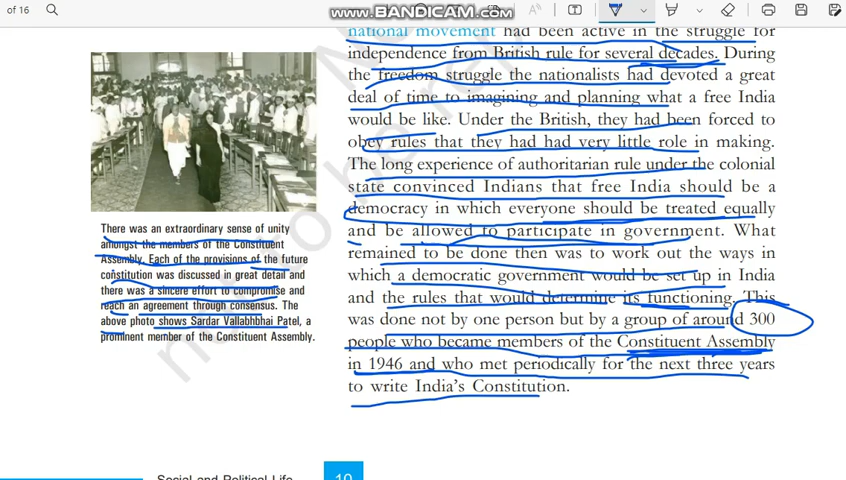 of 16
www.BANDICAM.com
national movement had been active in the struggle for
independence from British rule for several decades. During
the freedom struggle the nationalists had devoted a great
deal of time to imagining and planning what a free India
would be like. Under the British, they had been forced to
obey rules that they had had very little role in making.
The long experience of authoritarian rule under the colonial
state convinced Indians that free India should be a
democracy in which everyone should be treated equally
and be allowed to participate in government. What
remained to be done then was to work out the ways in
which a democratic government would be set up in India
and the rules that would determine its functioning. This
was done not by one person but by a group of around 300
people who became members of the Constituent Assembly
in 1946 and who met periodically for the next three years
to write India's Constitution.
There was an extraordinary sense of unity
amongst the members of the Constituent
Assembly. Each of the provisions of the future
constitution was discussed in great detail and
there was a sincere effort to compromise and
reach an agreement through consensus. The
above photo shows Sardar Vallabhbhai Patel, a
prominent member of the Constituent Assembly.
Social and Political Life
10